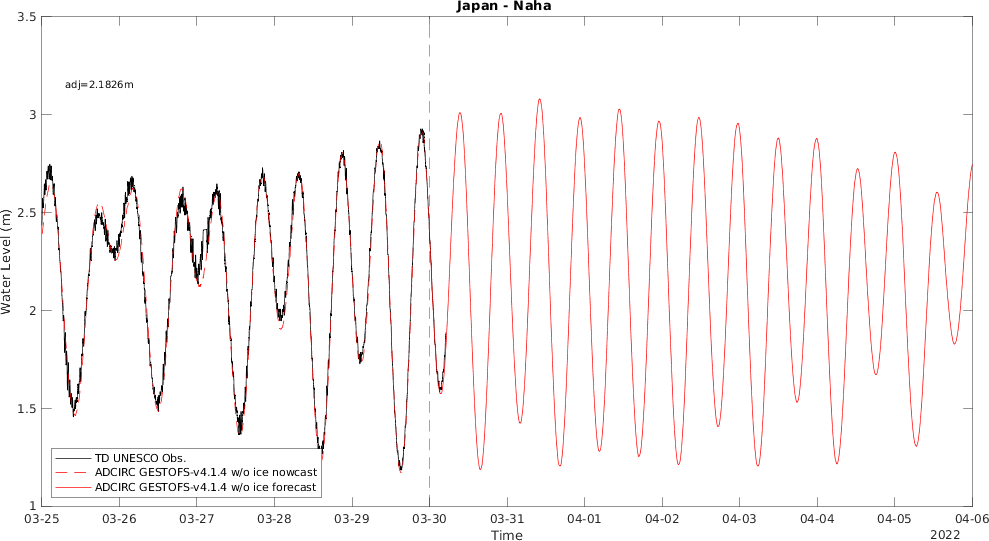 Japan - Naha
3.5
3
2.5
2
1.5
1
Water Level (m)
adj=2.1826m
TD UNESCO Obs.
ADCIRC GESTOFS-v4.1.4 w/o ice nowcast
ADCIRC GESTOFS-v4.1.4 w/o ice forecast
03-25 03-26 03-27 03-28 03-29 03-30 03-31 04-01 04-02 04-03 04-04 04-05 04-06
Time
2022